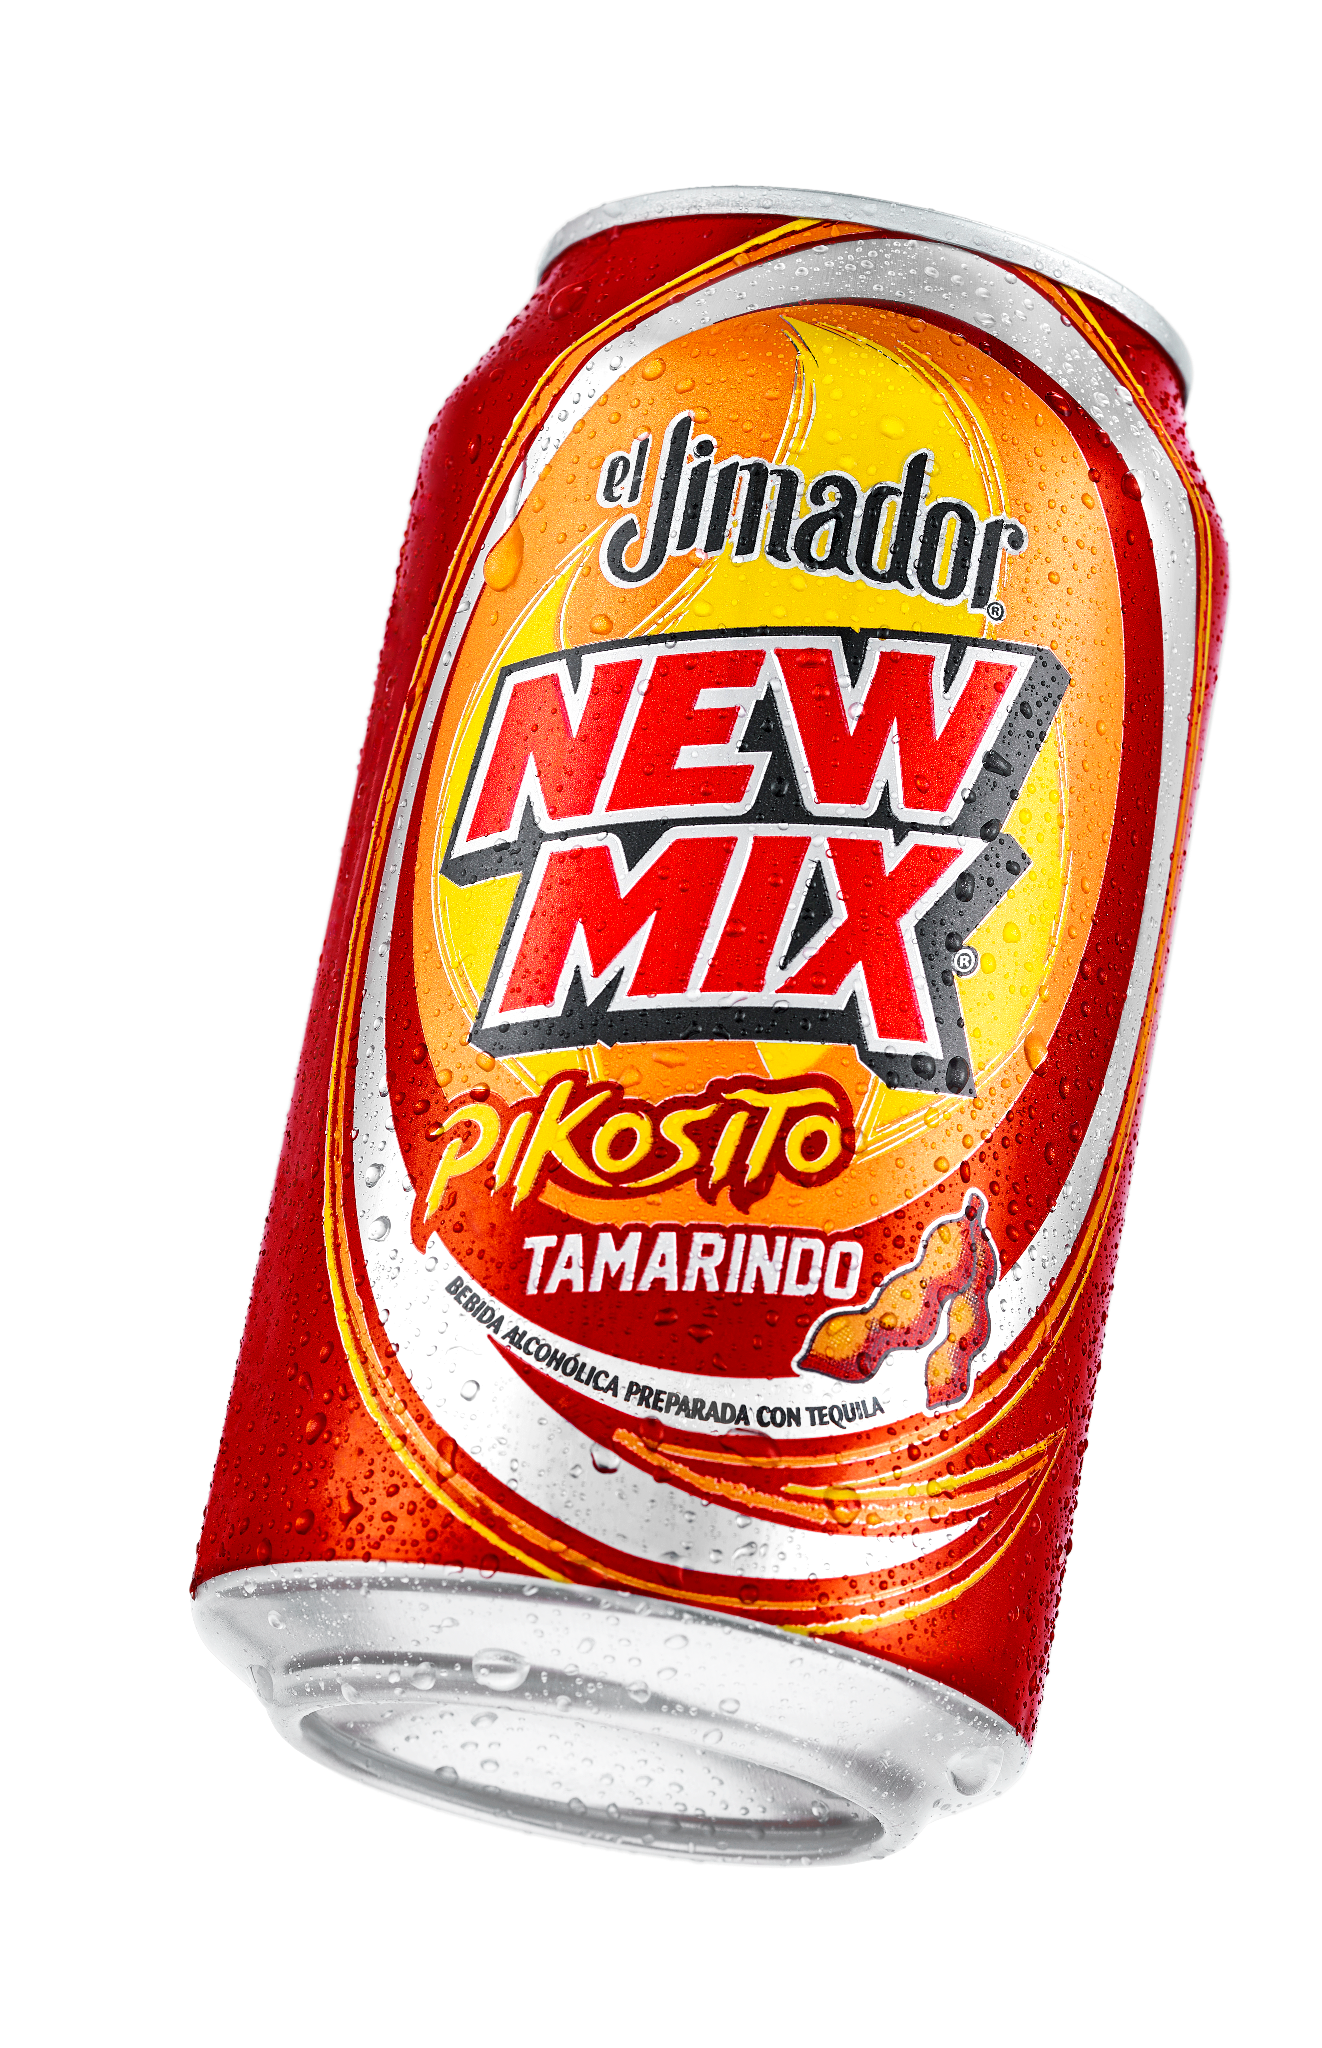 el Jimador®
NEW
MIX®
PIKOSITO
TAMARINDO
BEBIDA ALCOHÓLICA PREPARADA CON TEQUILA